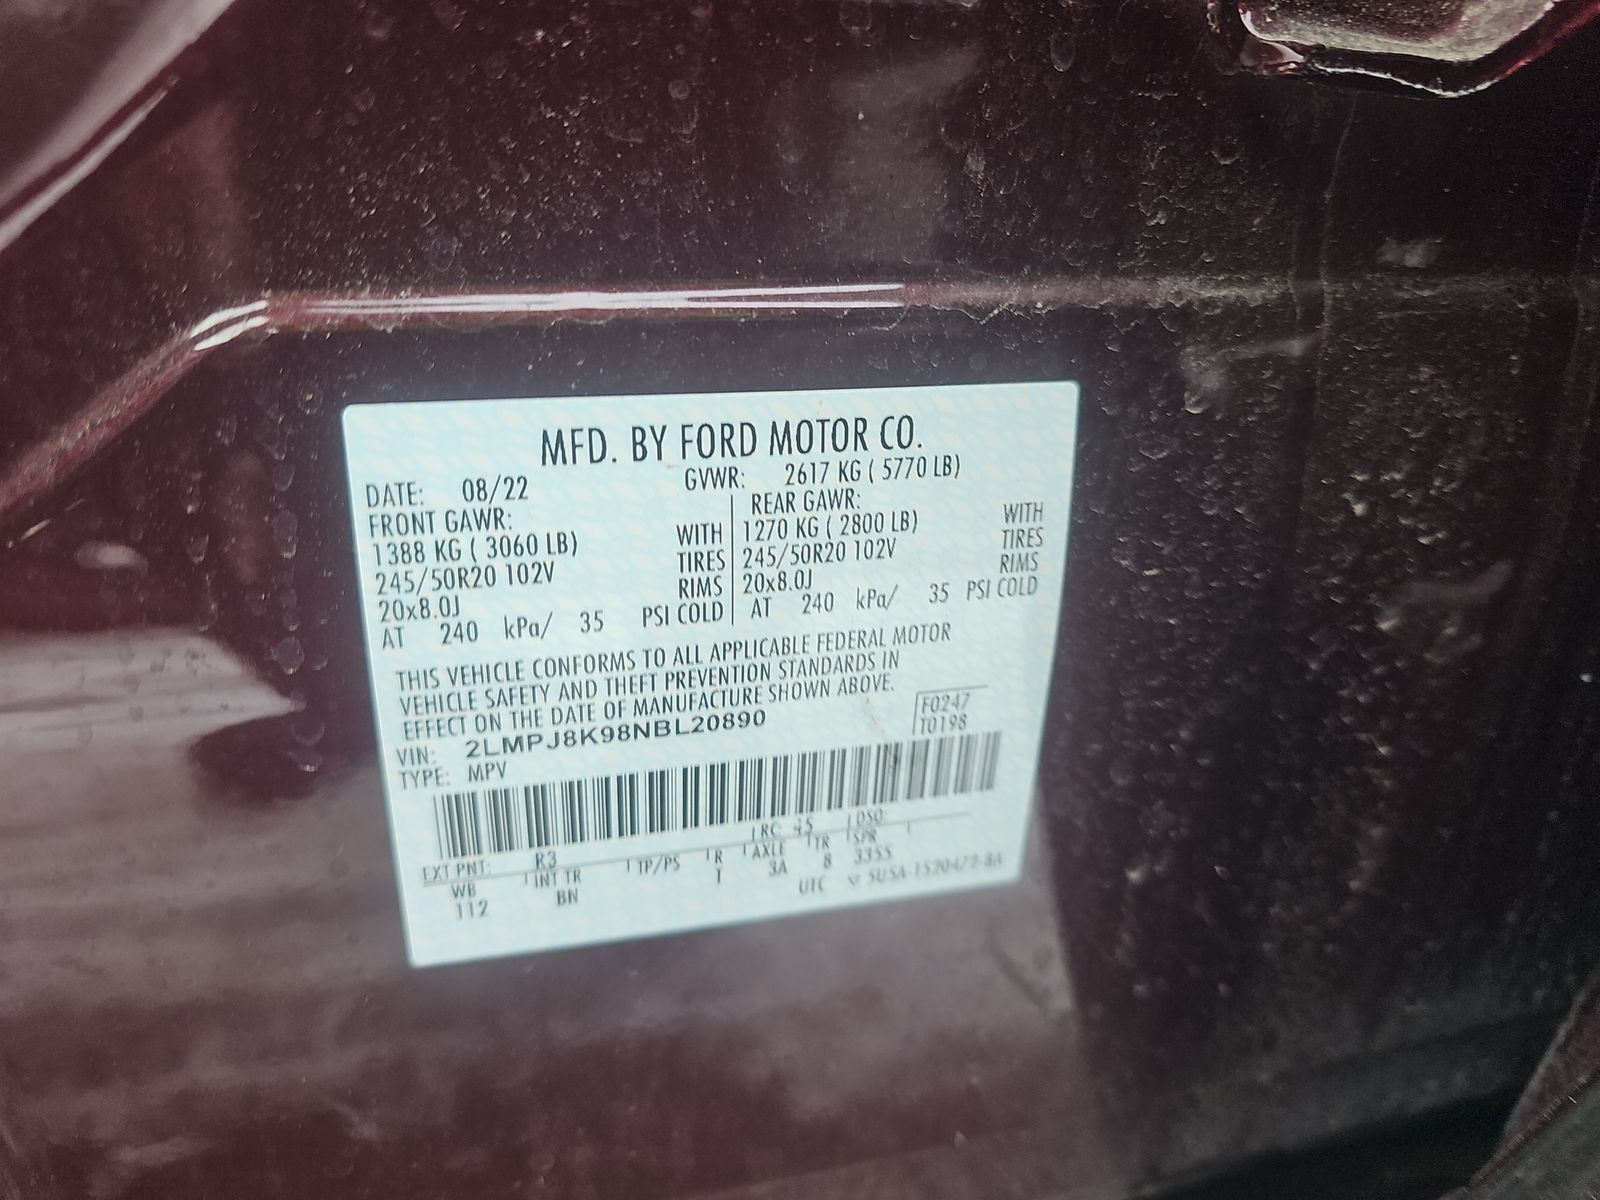 MFD. BY FORD MOTOR CO.
DATE: 08/22 GVWR: 2617 KG ( 5770 LB)
FRONT GAWR: REAR GAWR:
1388 KG ( 3060 LB) WITH 1270 KG ( 2800 LB) WITH
245/50R20 102V TIRES 245/50R20 102V TIRES
20x8.0J RIMS 20x8.0J RIMS
AT 240 kPa/ 35 PSI COLD AT 240 kPa/ 35 PSI COLD
THIS VEHICLE CONFORMS TO ALL APPLICABLE FEDERAL MOTOR
VEHICLE SAFETY AND THEFT PREVENTION STANDARDS IN
EFFECT ON THE DATE OF MANUFACTURE SHOWN ABOVE.
VIN: 2LMPJ8K98NBL20890 F0247
TYPE: MPV T0198
EXT PNT: R3 RC: 45 DSO:
WB INT TR TP/PS R AXLE TR SPR
112 BN T 3A 8 3355
UTC